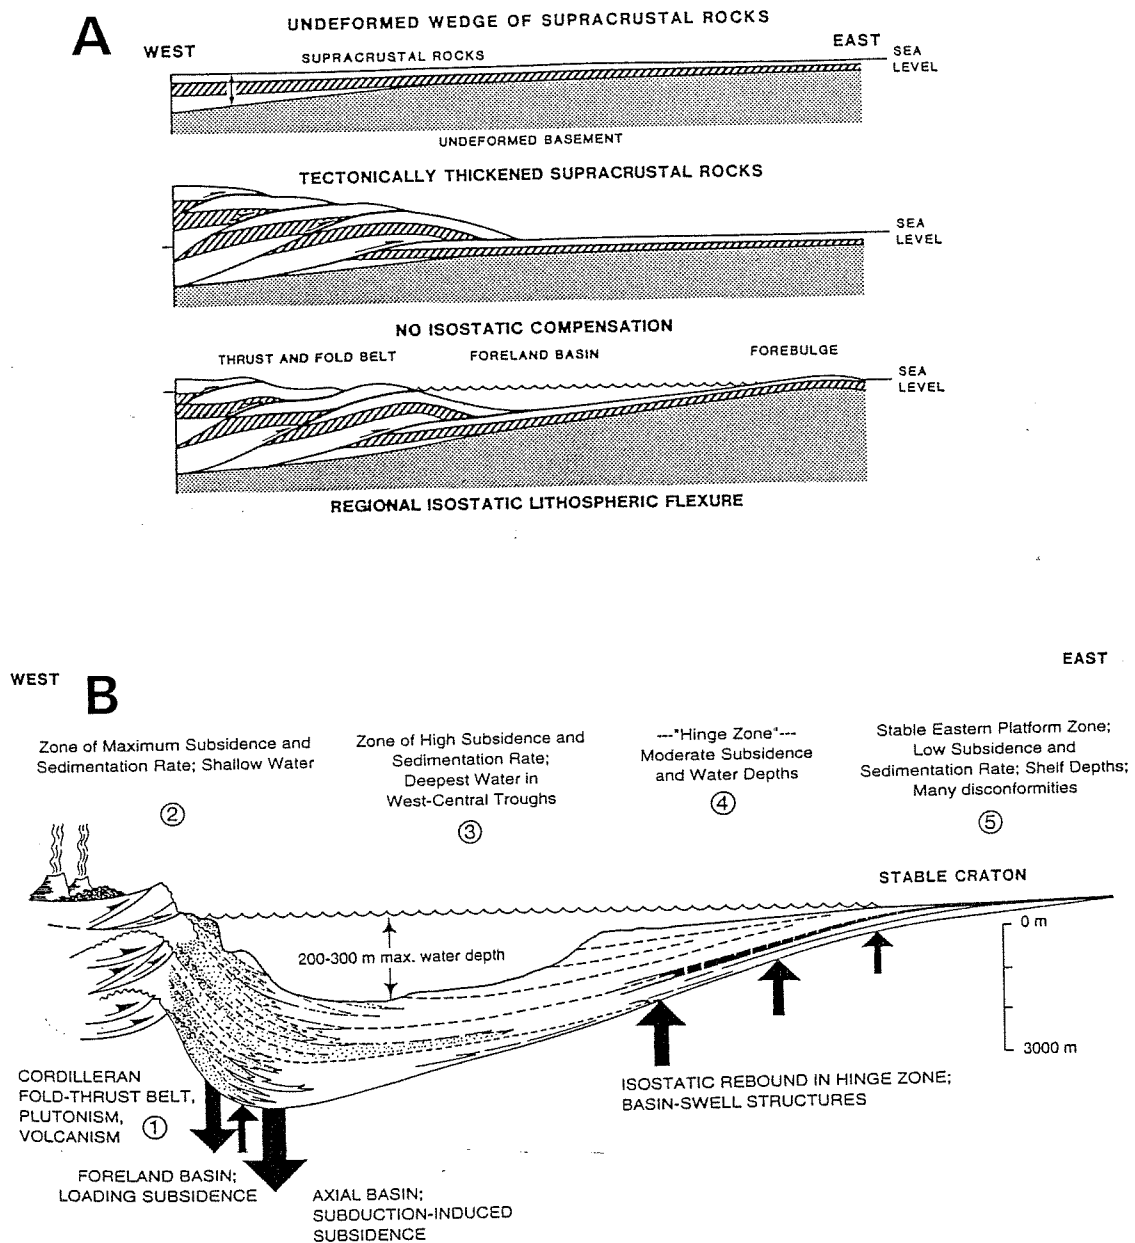 A
UNDEFORMED WEDGE OF SUPRACRUSTAL ROCKS
WEST
EAST
SUPRACRUSTAL ROCKS
SEA
LEVEL
UNDEFORMED BASEMENT
TECTONICALLY THICKENED SUPRACRUSTAL ROCKS
SEA
LEVEL
NO ISOSTATIC COMPENSATION
THRUST AND FOLD BELT
FORELAND BASIN
FOREBULGE
SEA
LEVEL
REGIONAL ISOSTATIC LITHOSPHERIC FLEXURE
WEST
B
EAST
Zone of Maximum Subsidence and
Sedimentation Rate; Shallow Water
2
Zone of High Subsidence and
Sedimentation Rate;
Deepest Water in
West-Central Troughs
3
---"Hinge Zone"---
Moderate Subsidence
and Water Depths
4
Stable Eastern Platform Zone;
Low Subsidence and
Sedimentation Rate; Shelf Depths;
Many disconformities
5
STABLE CRATON
0 m
200-300 m max. water depth
3000 m
CORDILLERAN
FOLD-THRUST BELT,
PLUTONISM,
VOLCANISM
1
ISOSTATIC REBOUND IN HINGE ZONE;
BASIN-SWELL STRUCTURES
FORELAND BASIN;
LOADING SUBSIDENCE
AXIAL BASIN;
SUBDUCTION-INDUCED
SUBSIDENCE